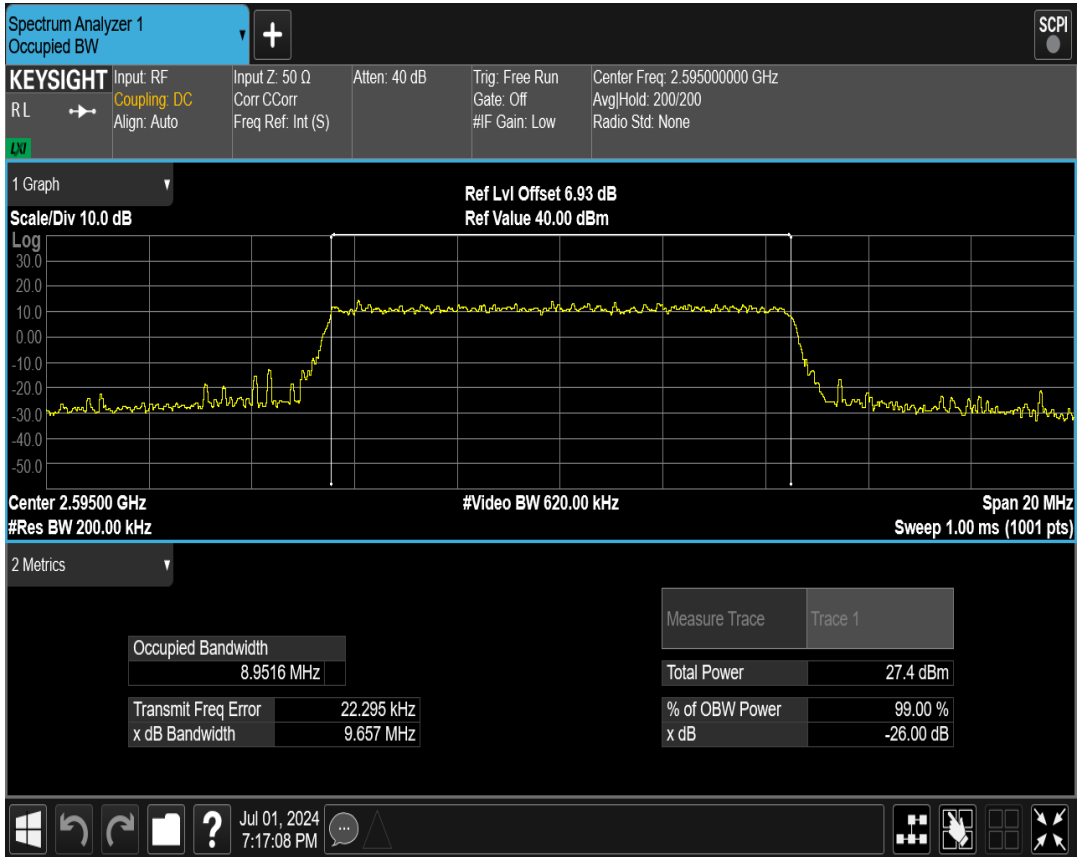 Spectrum Analyzer 1
Occupied BW
+
SCPI
KEYSIGHT
R L
LXI
Input: RF
Coupling: DC
Align: Auto
Input Z: 50 Ω
Corr CCorr
Freq Ref: Int (S)
Atten: 40 dB
Trig: Free Run
Gate: Off
#IF Gain: Low
Center Freq: 2.595000000 GHz
Avg|Hold: 200/200
Radio Std: None
1 Graph
Scale/Div 10.0 dB
Ref Lvl Offset 6.93 dB
Ref Value 40.00 dBm
Log
30.0
20.0
10.0
0.00
-10.0
-20.0
-30.0
-40.0
-50.0
Center 2.59500 GHz
#Res BW 200.00 kHz
#Video BW 620.00 kHz
Span 20 MHz
Sweep 1.00 ms (1001 pts)
2 Metrics
Occupied Bandwidth
8.9516 MHz
Transmit Freq Error 22.295 kHz
x dB Bandwidth 9.657 MHz
Measure Trace Trace 1
Total Power 27.4 dBm
% of OBW Power 99.00 %
x dB -26.00 dB
?
Jul 01, 2024
7:17:08 PM